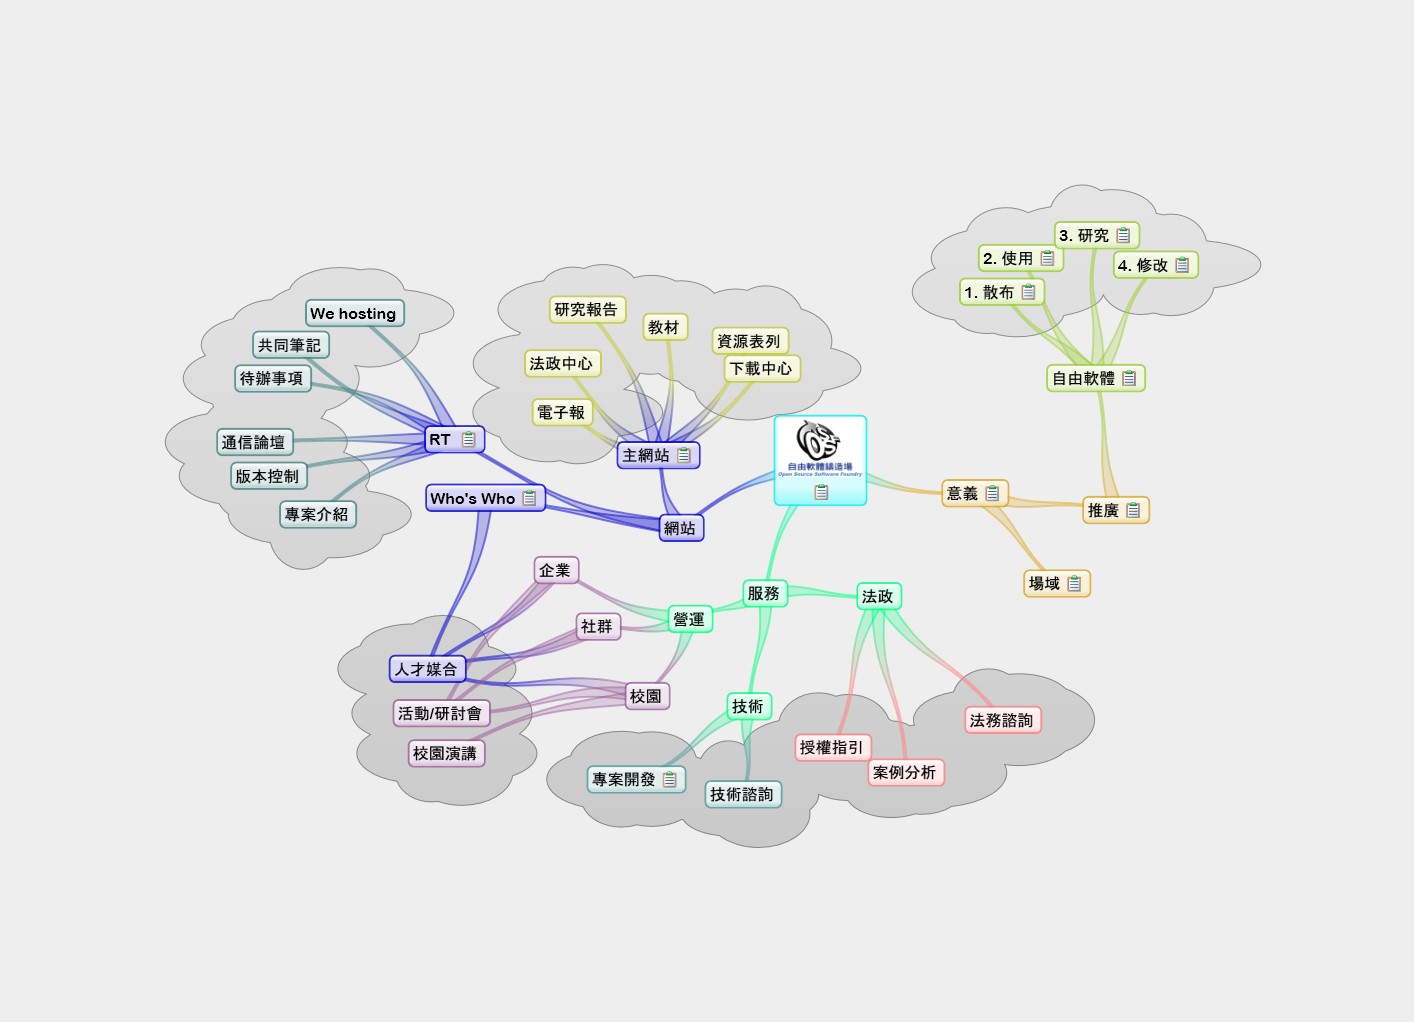 3. 研究
2. 使用
4. 修改
1. 散布
自由軟體
We hosting
共同筆記
待辦事項
通信論壇
版本控制
專案介紹
RT
研究報告
教材
資源表列
法政中心
下載中心
電子報
主網站
Who's Who
網站
自由軟體鑄造場
Open Source Software Foundry
意義
推廣
場域
企業
社群
營運
服務
法政
人才媒合
校園
活動/研討會
校園演講
技術
法務諮詢
授權指引
案例分析
專案開發
技術諮詢